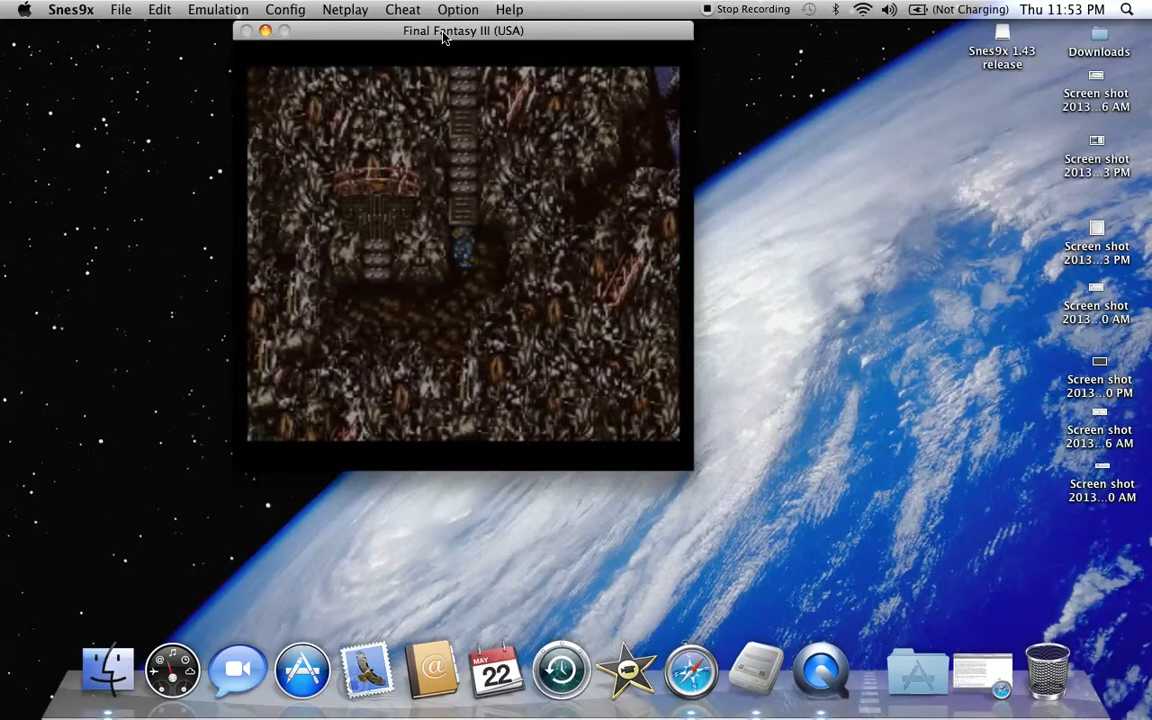 Snes9x File Edit Emulation Config Netplay Cheat Option Help Stop Recording (Not Charging) Thu 11:53 PM
Final Fantasy III (USA)
Snes9x 1.43
release
Downloads
Screen shot
2013...6 AM
Screen shot
2013...3 PM
Screen shot
2013...3 PM
Screen shot
2013...0 AM
Screen shot
2013...0 PM
Screen shot
2013...6 AM
Screen shot
2013...0 AM
MAY
22